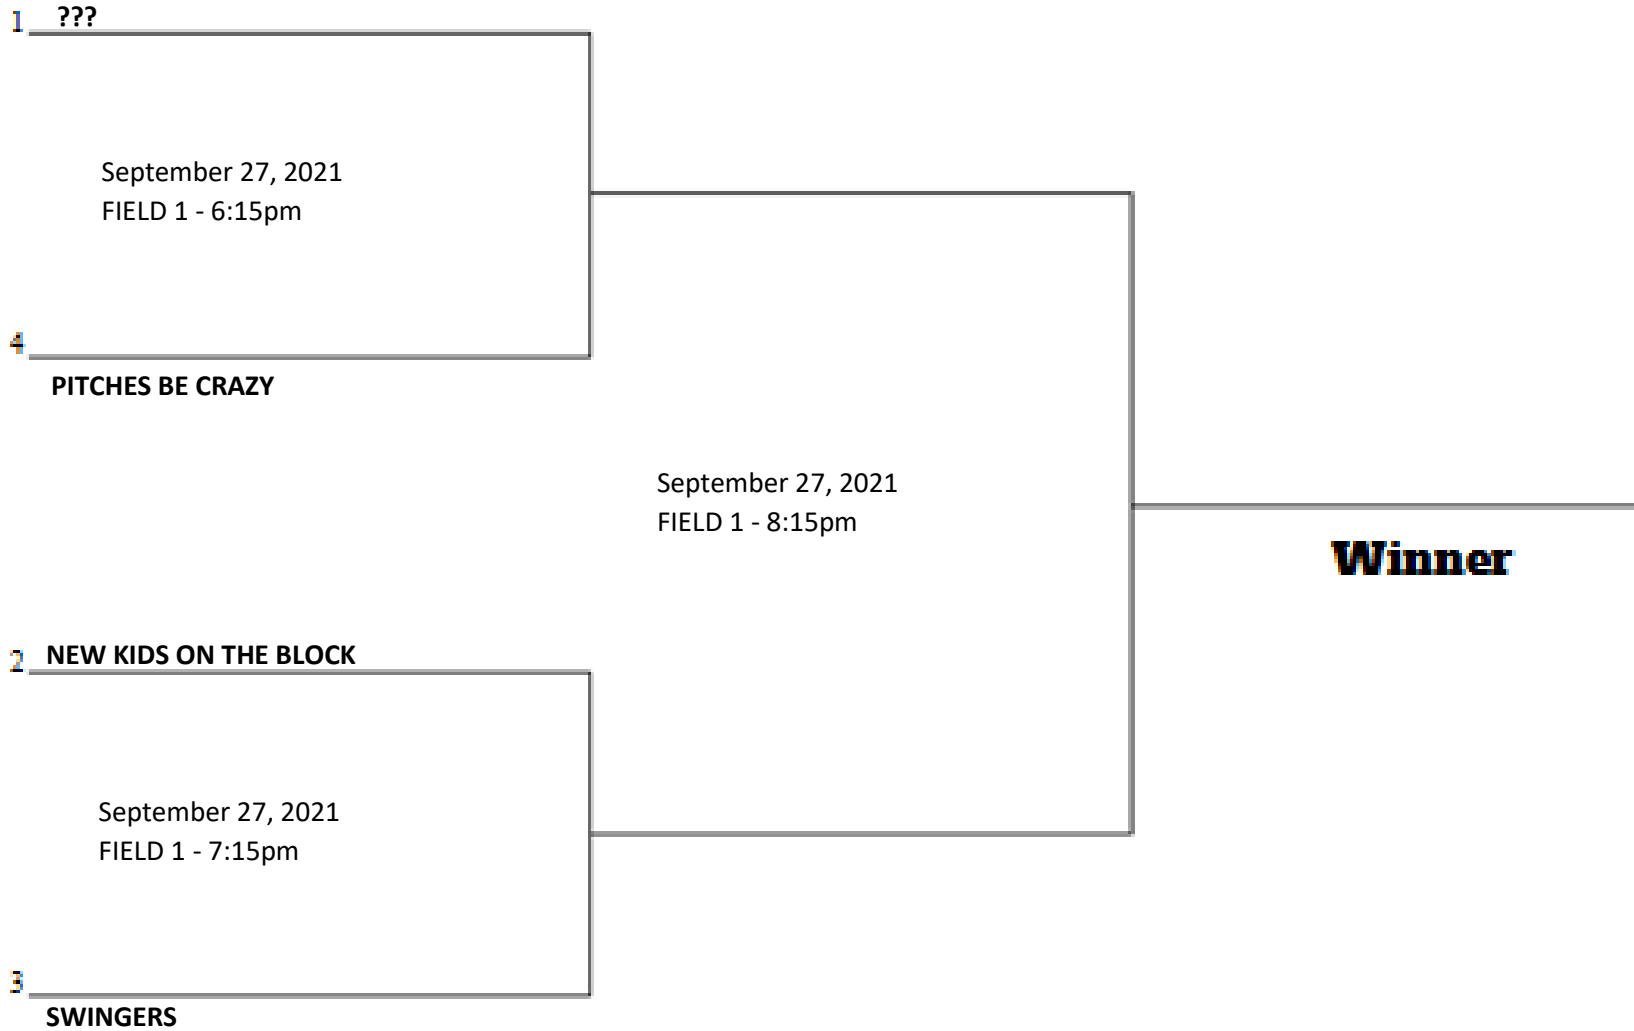 1 ???
September 27, 2021
FIELD 1 - 6:15pm
4
PITCHES BE CRAZY
September 27, 2021
FIELD 1 - 8:15pm
Winner
2 NEW KIDS ON THE BLOCK
September 27, 2021
FIELD 1 - 7:15pm
3
SWINGERS